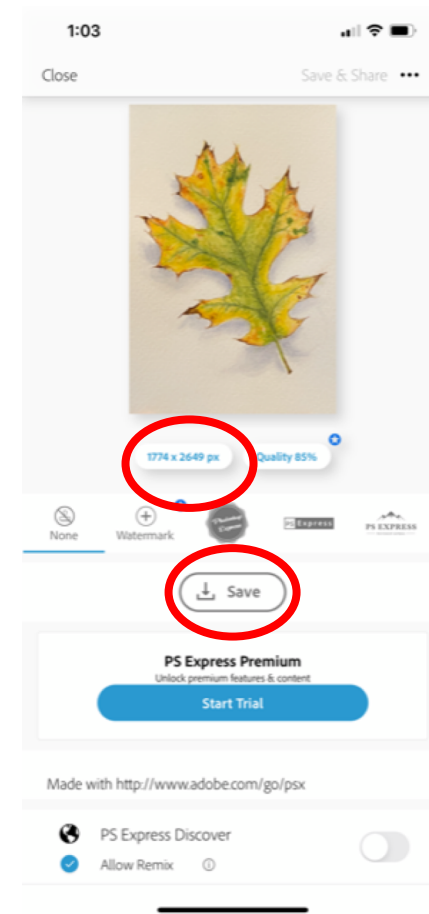 1:03
Close Save & Share
1774 x 2649 px Quality 85%
None Watermark PS Express PS EXPRESS
Save
PS Express Premium
Unlock premium features & content
Start Trial
Made with http://www.adobe.com/go/psx
PS Express Discover
Allow Remix